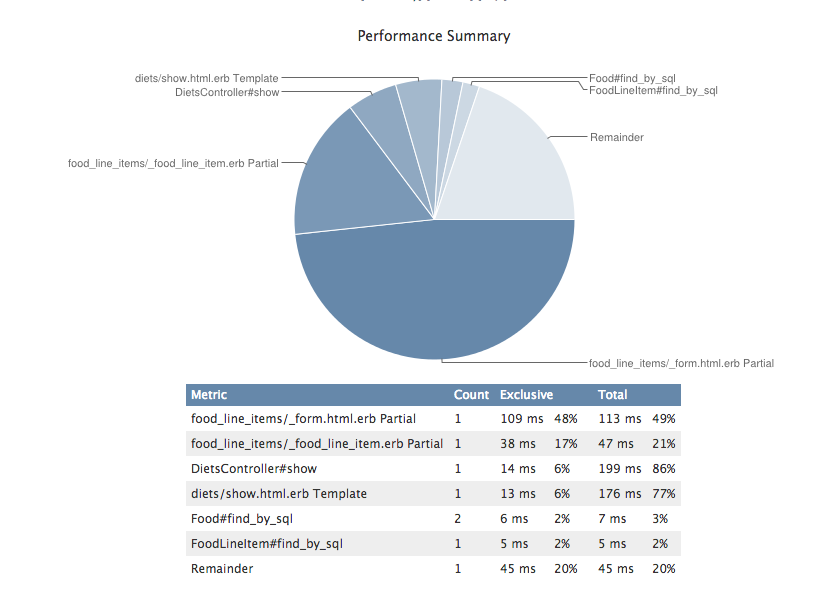 Performance Summary
diets/show.html.erb Template
Food#find_by_sql
DietsController#show
FoodLineItem#find_by_sql
Remainder
food_line_items/_food_line_item.erb Partial
food_line_items/_form.html.erb Partial
Metric Count Exclusive Total
food_line_items/_form.html.erb Partial 1 109 ms 48% 113 ms 49%
food_line_items/_food_line_item.erb Partial 1 38 ms 17% 47 ms 21%
DietsController#show 1 14 ms 6% 199 ms 86%
diets/show.html.erb Template 1 13 ms 6% 176 ms 77%
Food#find_by_sql 2 6 ms 2% 7 ms 3%
FoodLineItem#find_by_sql 1 5 ms 2% 5 ms 2%
Remainder 1 45 ms 20% 45 ms 20%